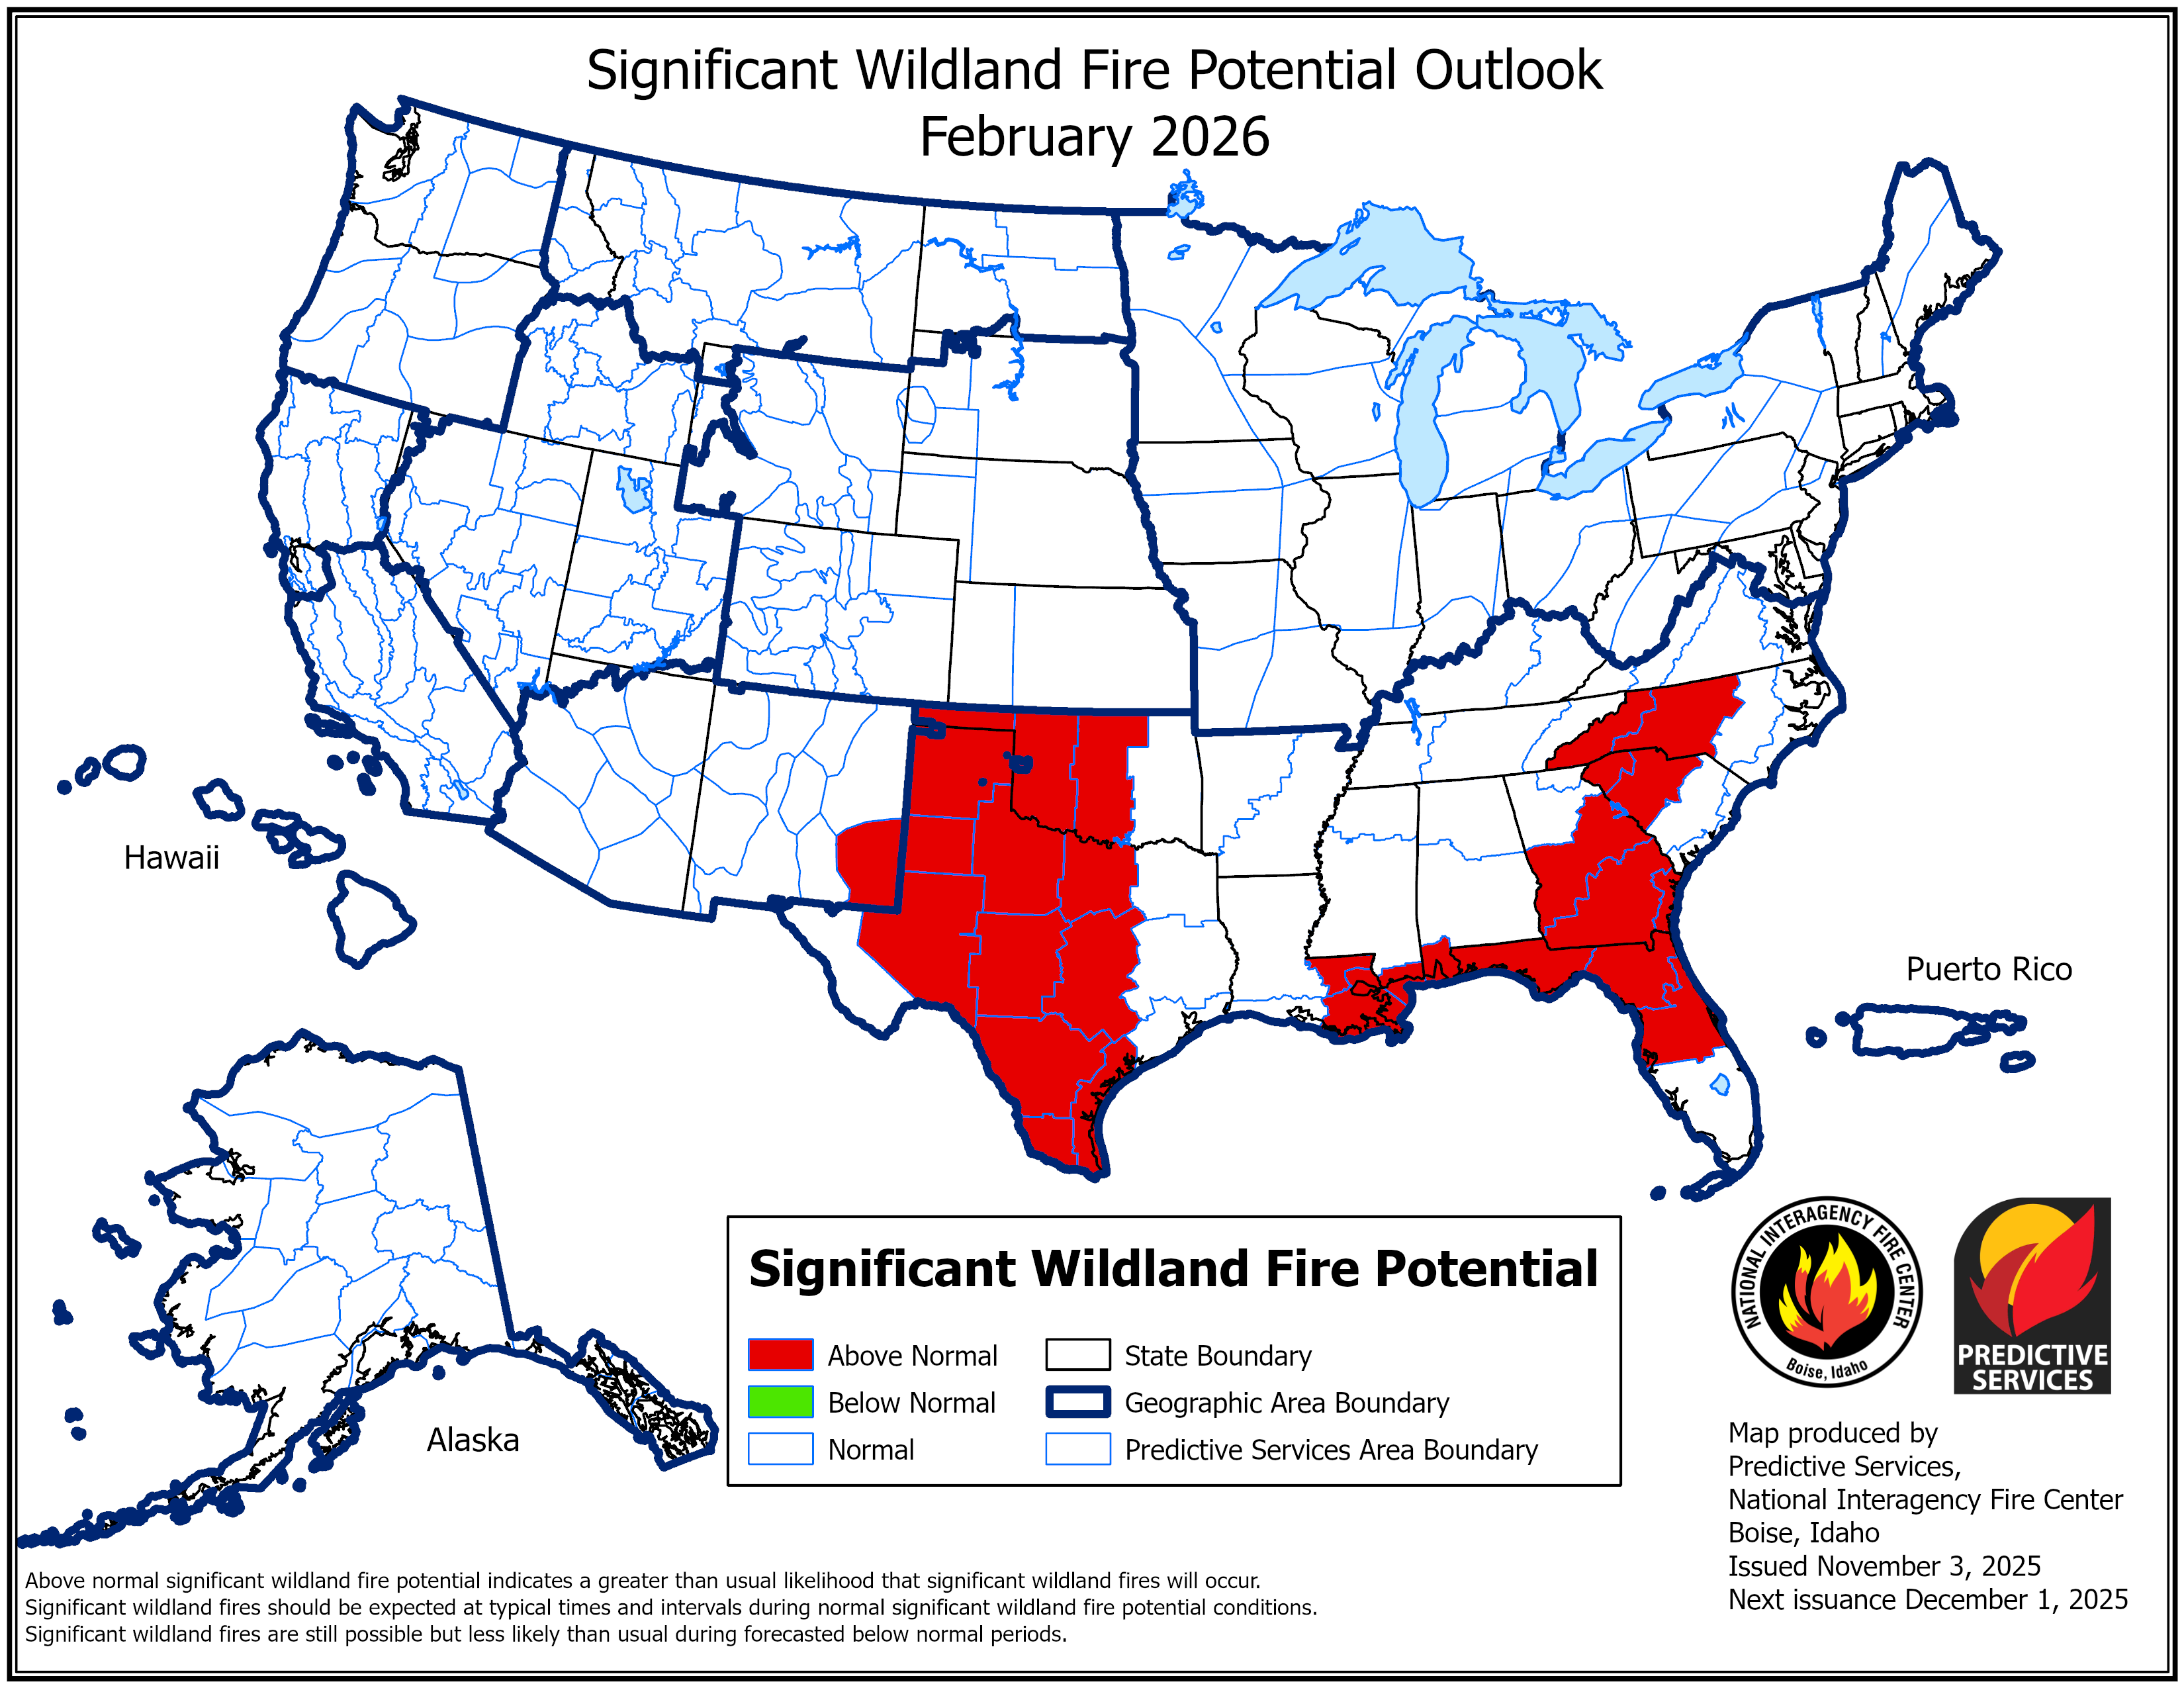 Significant Wildland Fire Potential Outlook
February 2026
Hawaii
Puerto Rico
Alaska
Significant Wildland Fire Potential
Above Normal
Below Normal
Normal
State Boundary
Geographic Area Boundary
Predictive Services Area Boundary
NATIONAL INTERAGENCY FIRE CENTER
Boise, Idaho
PREDICTIVE
SERVICES
Map produced by
Predictive Services,
National Interagency Fire Center
Boise, Idaho
Issued November 3, 2025
Next issuance December 1, 2025
Above normal significant wildland fire potential indicates a greater than usual likelihood that significant wildland fires will occur.
Significant wildland fires should be expected at typical times and intervals during normal significant wildland fire potential conditions.
Significant wildland fires are still possible but less likely than usual during forecasted below normal periods.